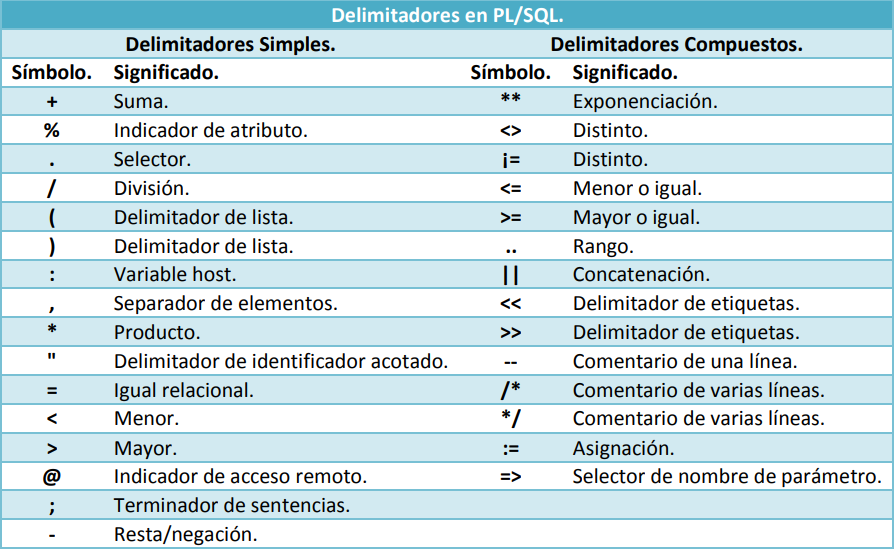 Delimitadores en PL/SQL.
Delimitadores Simples. Delimitadores Compuestos.
Símbolo. Significado. Símbolo. Significado.
+ Suma. ** Exponenciación.
% Indicador de atributo. <> Distinto.
. Selector. ¡= Distinto.
/ División. <= Menor o igual.
( Delimitador de lista. >= Mayor o igual.
) Delimitador de lista. .. Rango.
: Variable host. || Concatenación.
, Separador de elementos. << Delimitador de etiquetas.
* Producto. >> Delimitador de etiquetas.
" Delimitador de identificador acotado. -- Comentario de una línea.
= Igual relacional. /* Comentario de varias líneas.
< Menor. */ Comentario de varias líneas.
> Mayor. := Asignación.
@ Indicador de acceso remoto. => Selector de nombre de parámetro.
; Terminador de sentencias.
- Resta/negación.